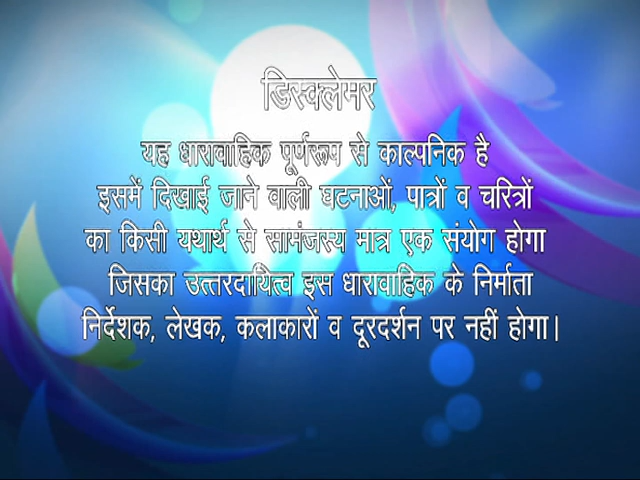 डिस्क्लेमर
यह धारावाहिक पूर्णरूप से काल्पनिक है
इसमें दिखाई जाने वाली घटनाओं, पात्रों व चरित्रों
का किसी यथार्थ से सामंजस्य मात्र एक संयोग होगा
जिसका उत्तरदायित्व इस धारावाहिक के निर्माता
निर्देशक, लेखक, कलाकारों व दूरदर्शन पर नहीं होगा।